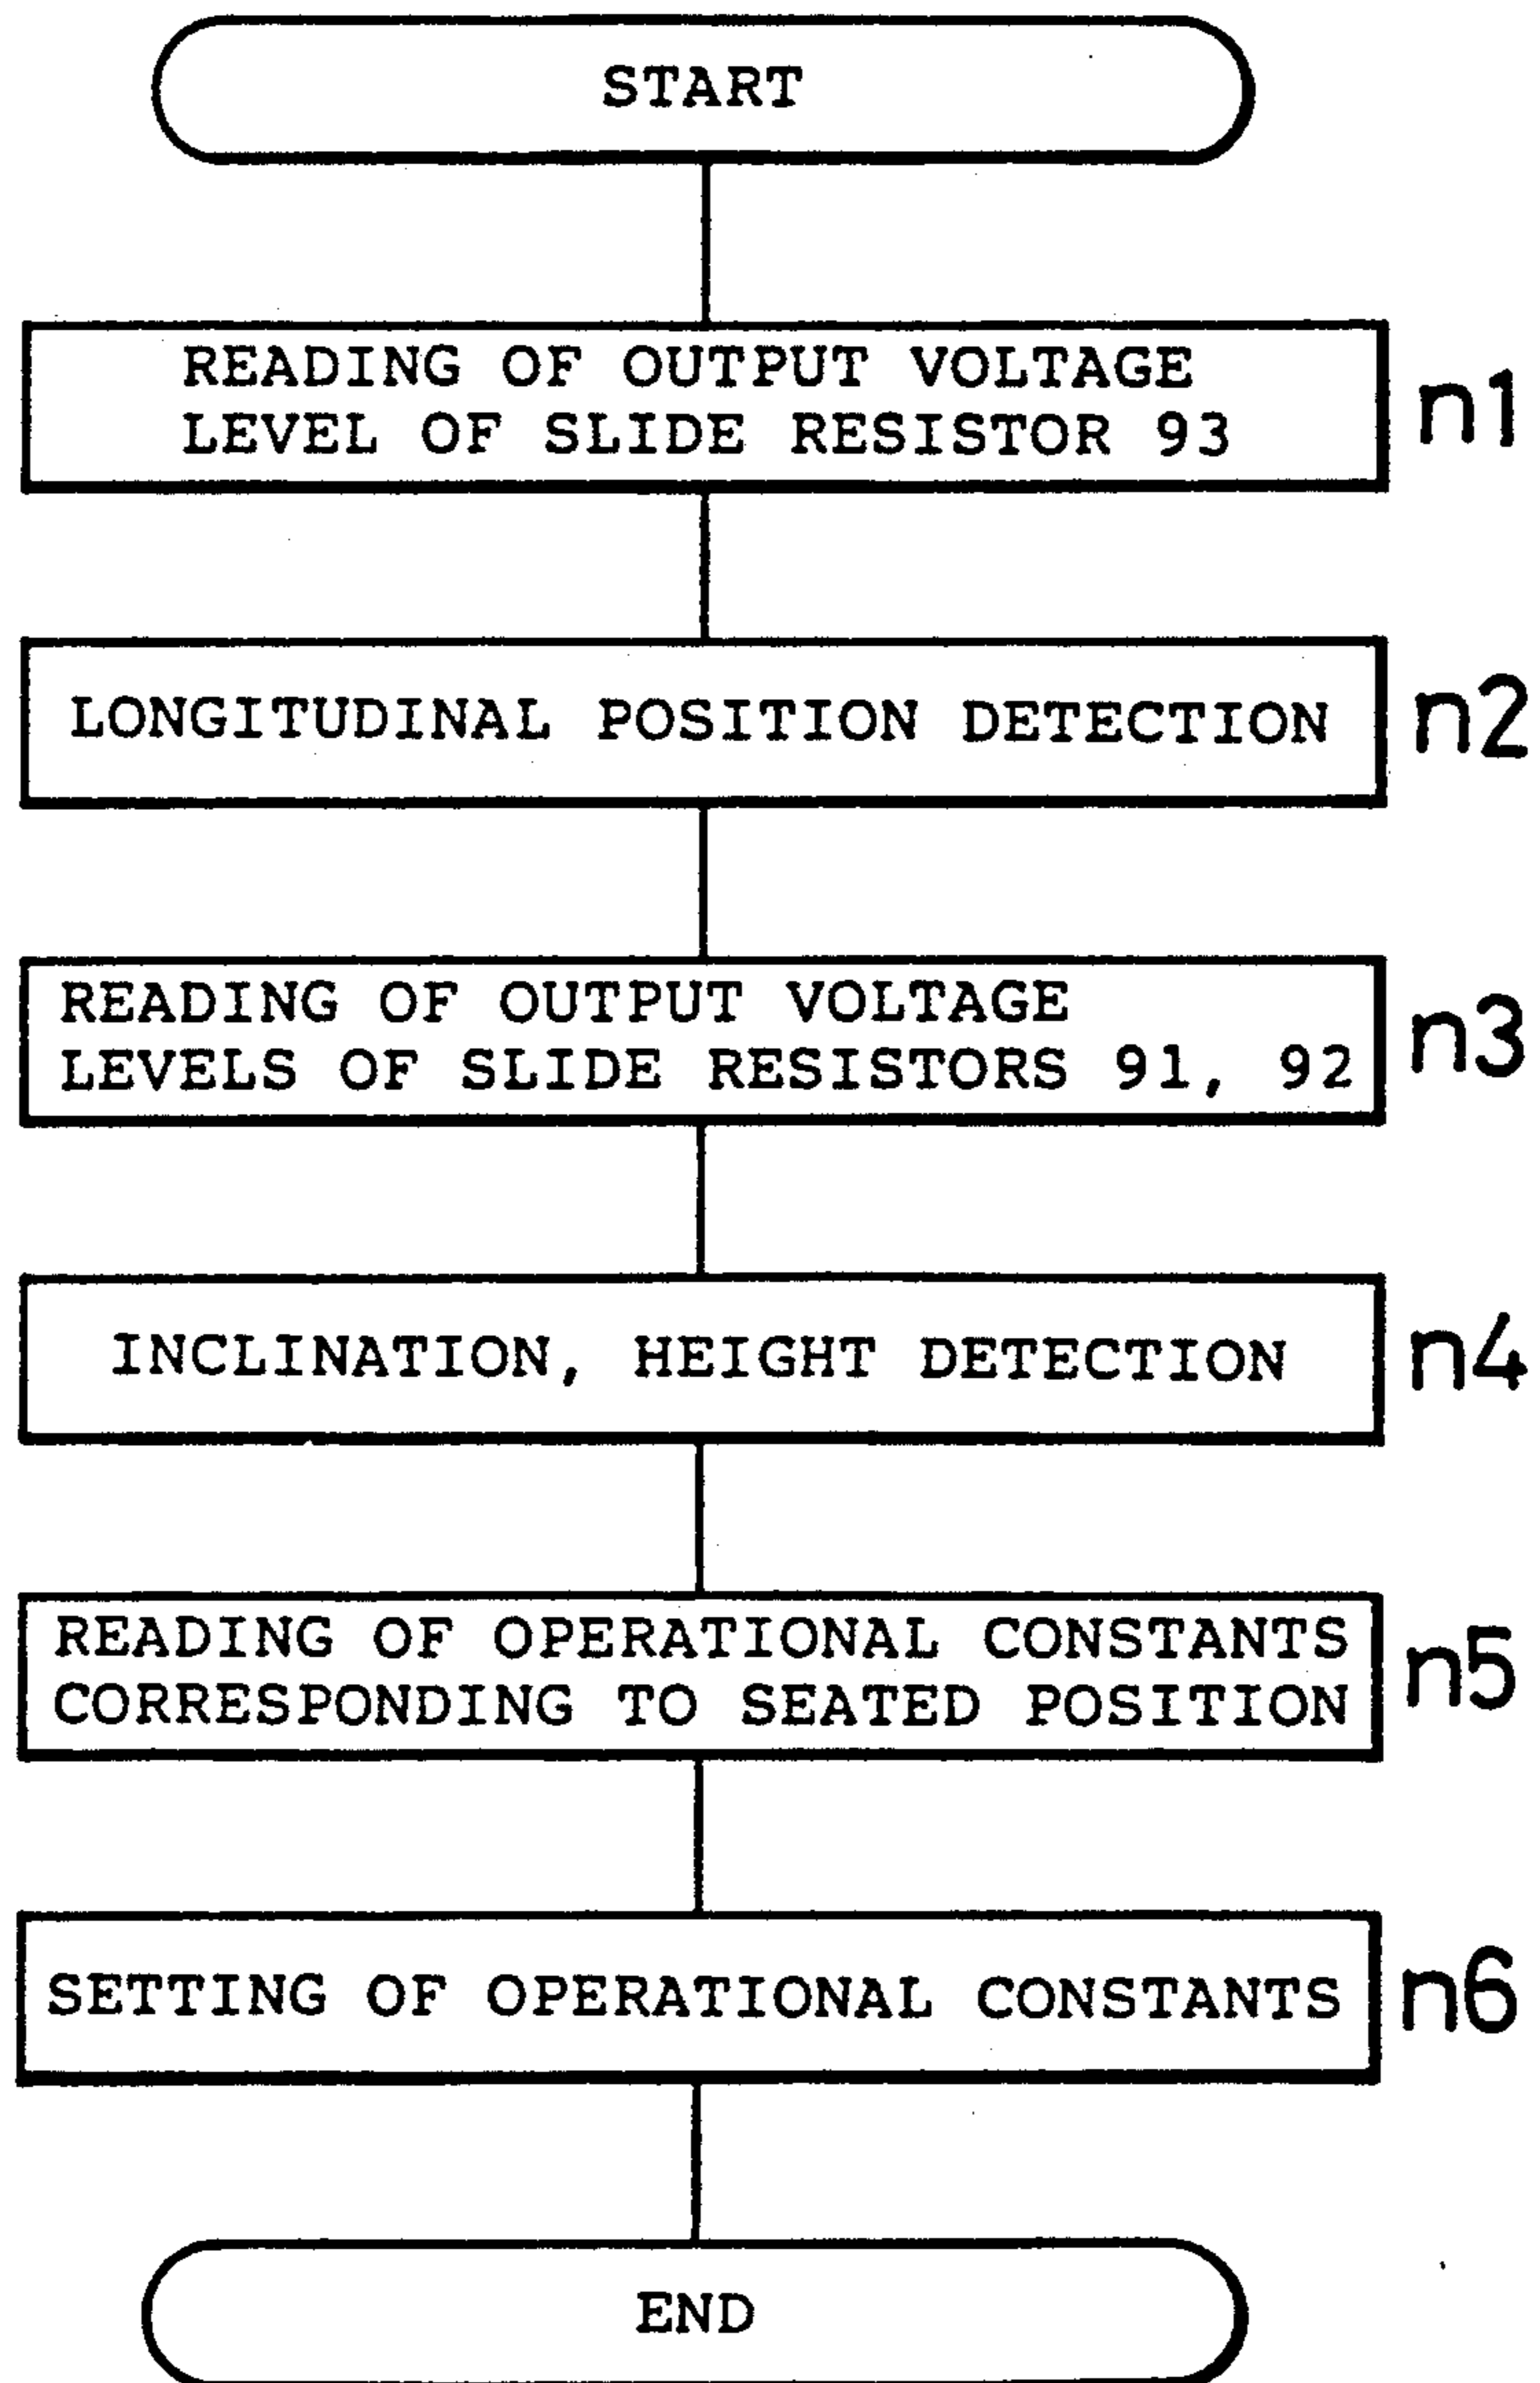 START
READING OF OUTPUT VOLTAGE
LEVEL OF SLIDE RESISTOR 93
n1
LONGITUDINAL POSITION DETECTION
n2
READING OF OUTPUT VOLTAGE
LEVELS OF SLIDE RESISTORS 91, 92
n3
INCLINATION, HEIGHT DETECTION
n4
READING OF OPERATIONAL CONSTANTS
CORRESPONDING TO SEATED POSITION
n5
SETTING OF OPERATIONAL CONSTANTS
n6
END